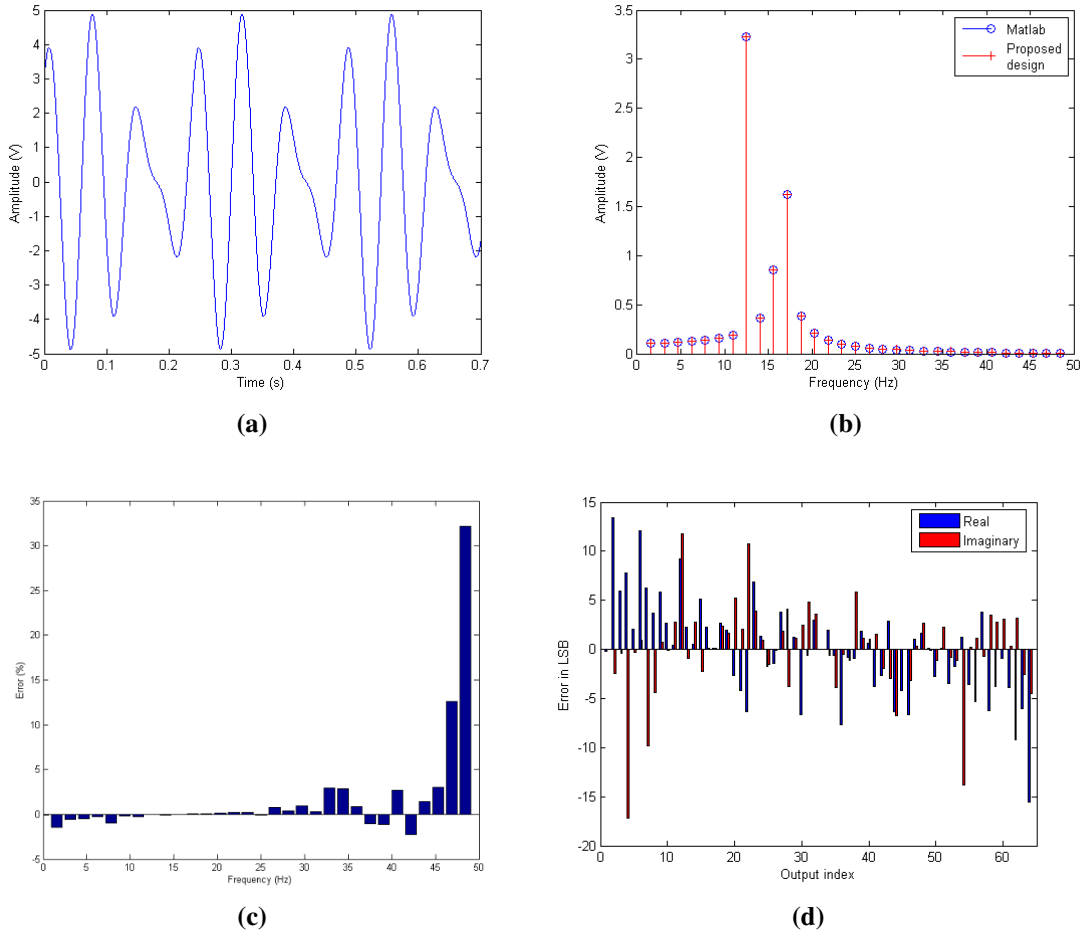 5
4
3
2
1
0
-1
-2
-3
-4
-5
Amplitude (V)
0 0.1 0.2 0.3 0.4 0.5 0.6 0.7
Time (s)
(a)
3.5
3
2.5
2
1.5
1
0.5
0
Amplitude (V)
Matlab
Proposed
design
0 5 10 15 20 25 30 35 40 45 50
Frequency (Hz)
(b)
35
30
25
20
15
10
5
0
-5
Error (%)
0 5 10 15 20 25 30 35 40 45 50
Frequency (Hz)
(c)
15
10
5
0
-5
-10
-15
-20
Error in LSB
Real
Imaginary
0 10 20 30 40 50 60
Output index
(d)